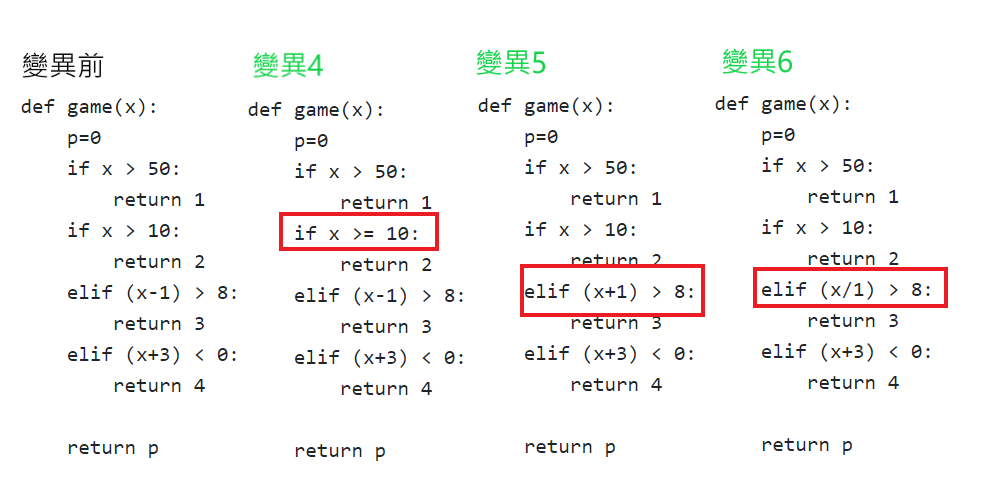 變異前
def game(x):
    p=0
    if x > 50:
        return 1
    if x > 10:
        return 2
    elif (x-1) > 8:
        return 3
    elif (x+3) < 0:
        return 4
    return p
變異4
def game(x):
    p=0
    if x > 50:
        return 1
    if x >= 10:
        return 2
    elif (x-1) > 8:
        return 3
    elif (x+3) < 0:
        return 4
    return p
變異5
def game(x):
    p=0
    if x > 50:
        return 1
    if x > 10:
        return 2
    elif (x+1) > 8:
        return 3
    elif (x+3) < 0:
        return 4
    return p
變異6
def game(x):
    p=0
    if x > 50:
        return 1
    if x > 10:
        return 2
    elif (x/1) > 8:
        return 3
    elif (x+3) < 0:
        return 4
    return p